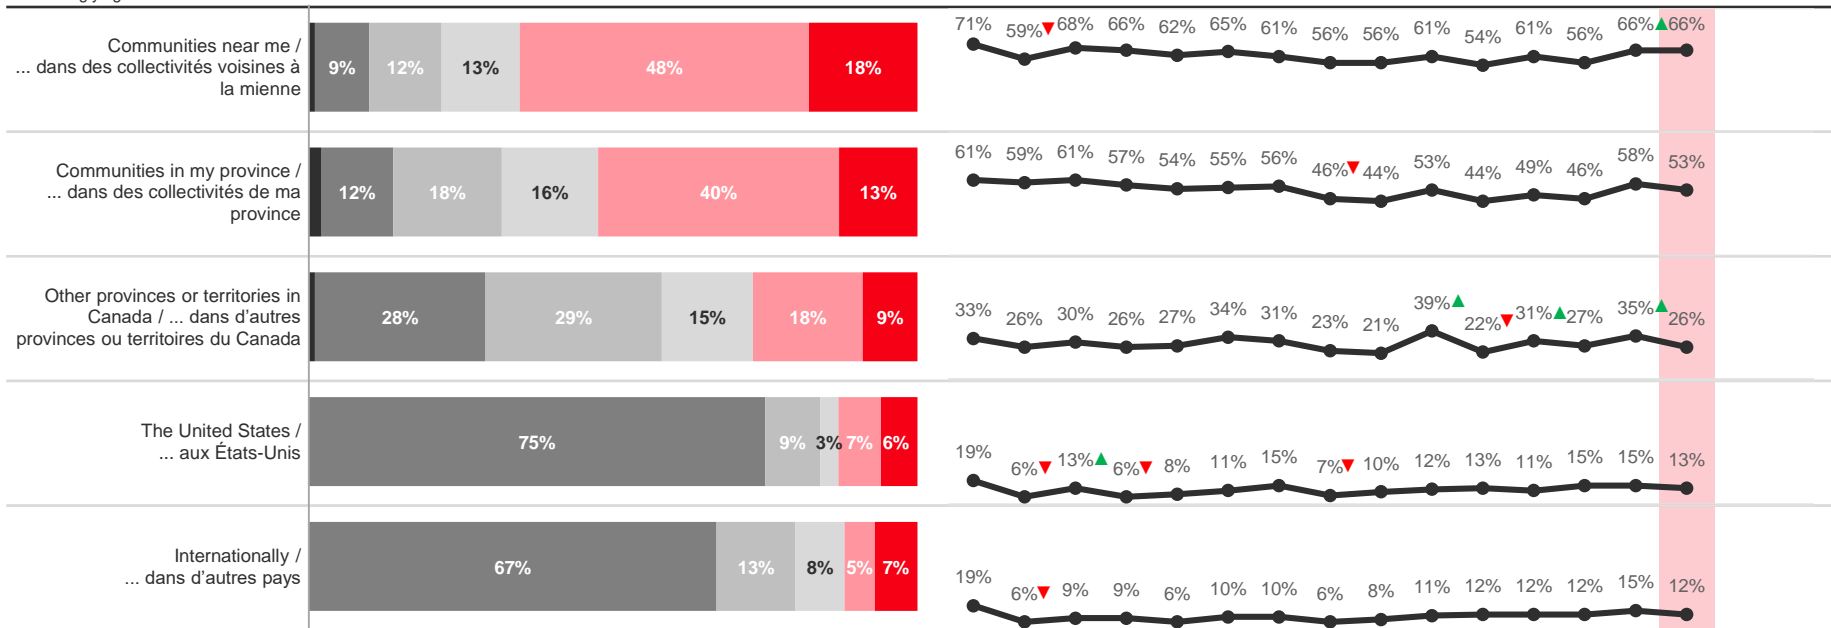 Communities near me /
... dans des collectivités voisines à
la mienne
9% 12% 13% 48% 18%
71% 59% 68% 66% 62% 65% 61% 56% 56% 61% 54% 61% 56% 66% 66%
Communities in my province /
... dans des collectivités de ma
province
12% 18% 16% 40% 13%
61% 59% 61% 57% 54% 55% 56% 46% 44% 53% 44% 49% 46% 58% 53%
Other provinces or territories in
Canada / ... dans d'autres
provinces ou territoires du Canada
28% 29% 15% 18% 9%
33% 26% 30% 26% 27% 34% 31% 23% 21% 39% 22% 31% 27% 35% 26%
The United States /
... aux États-Unis
75% 9% 3% 7% 6%
19% 6% 13% 6% 8% 11% 15% 7% 10% 12% 13% 11% 15% 15% 13%
Internationally /
... dans d'autres pays
67% 13% 8% 5% 7%
19% 6% 9% 9% 6% 10% 10% 6% 8% 11% 12% 12% 12% 15% 12%